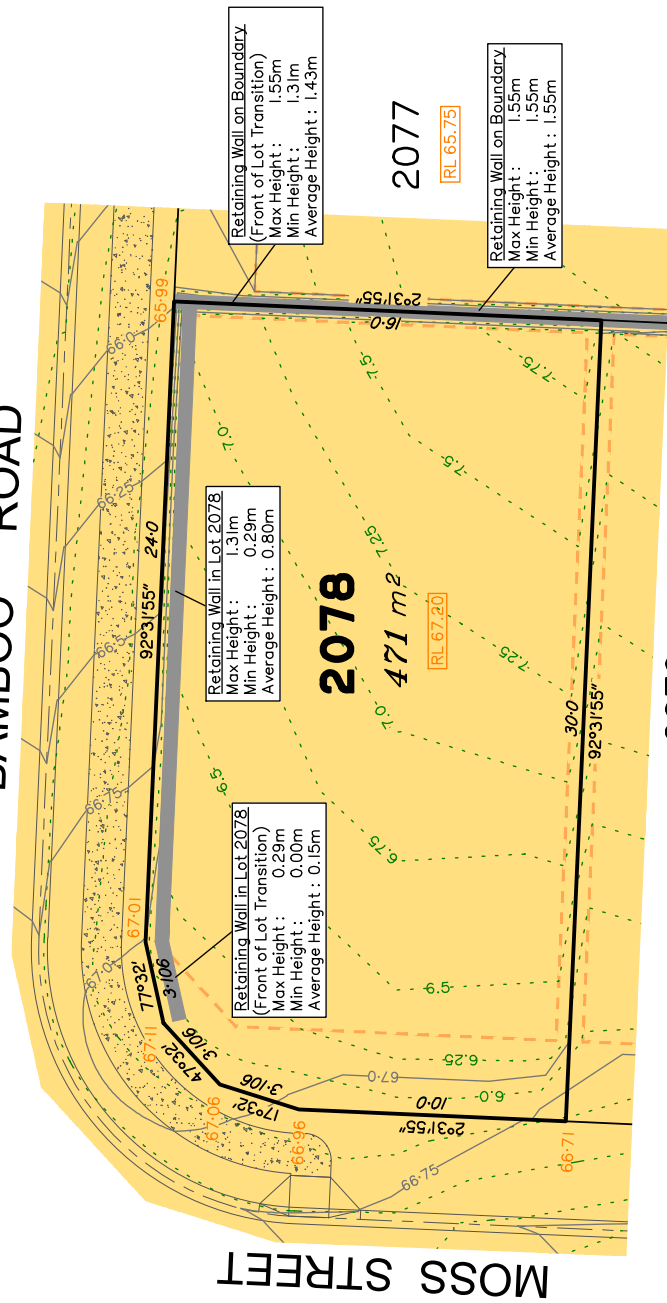 BAMBOO ROAD
Retaining Wall on Boundary
(Front of Lot Transition)
Max Height : 1.55m
Min Height : 1.31m
Average Height : 1.43m
2077
RL 65.75
Retaining Wall on Boundary
Max Height : 1.55m
Min Height : 1.55m
Average Height : 1.55m
65·99
66·0
66·25
66·5
66·75
67·0
67·01
67·11
67·06
66·96
66·71
66·75
67·0
92°31'55" 24·0
77°32' 3·106
47°32' 3·106
17°32' 3·106
2°31'55" 10·0
2°31'55" 16·0
30·0
92°31'55"
Retaining Wall in Lot 2078
Max Height : 1.31m
Min Height : 0.29m
Average Height : 0.80m
2078
471 m²
RL 67.20
Retaining Wall in Lot 2078
(Front of Lot Transition)
Max Height : 0.29m
Min Height : 0.00m
Average Height : 0.15m
7.0
7.5
7.75
7.5
7.25
7.25
7.0
6.5
6.75
5.9
6.25
6.0
MOSS STREET